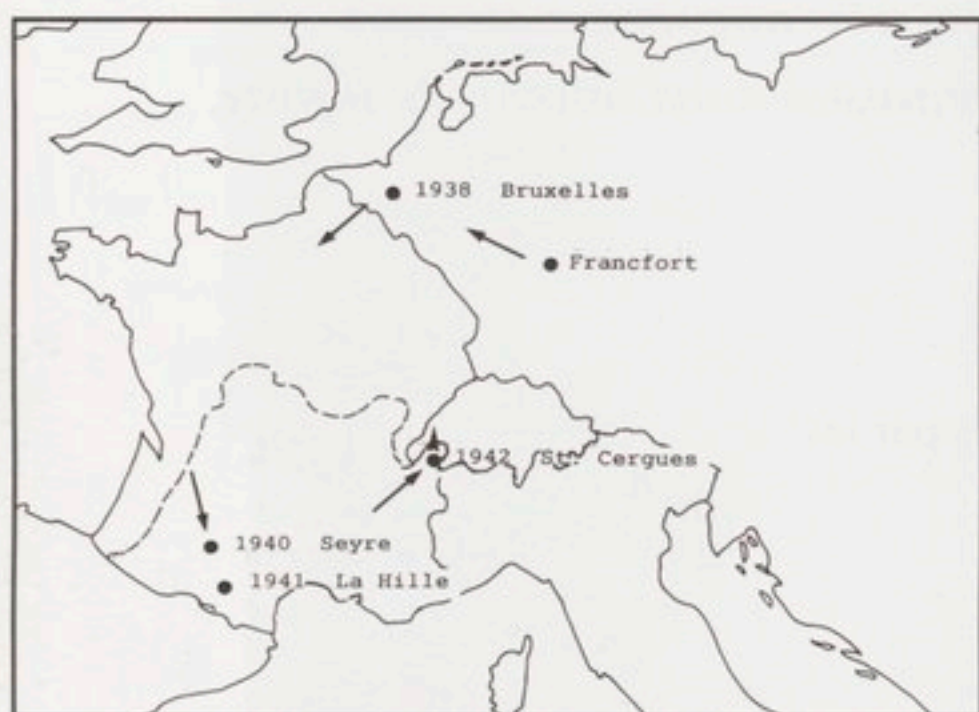 1938 Bruxelles
Francfort
1942 St. Cergues
1940 Seyre
1941 La Hille